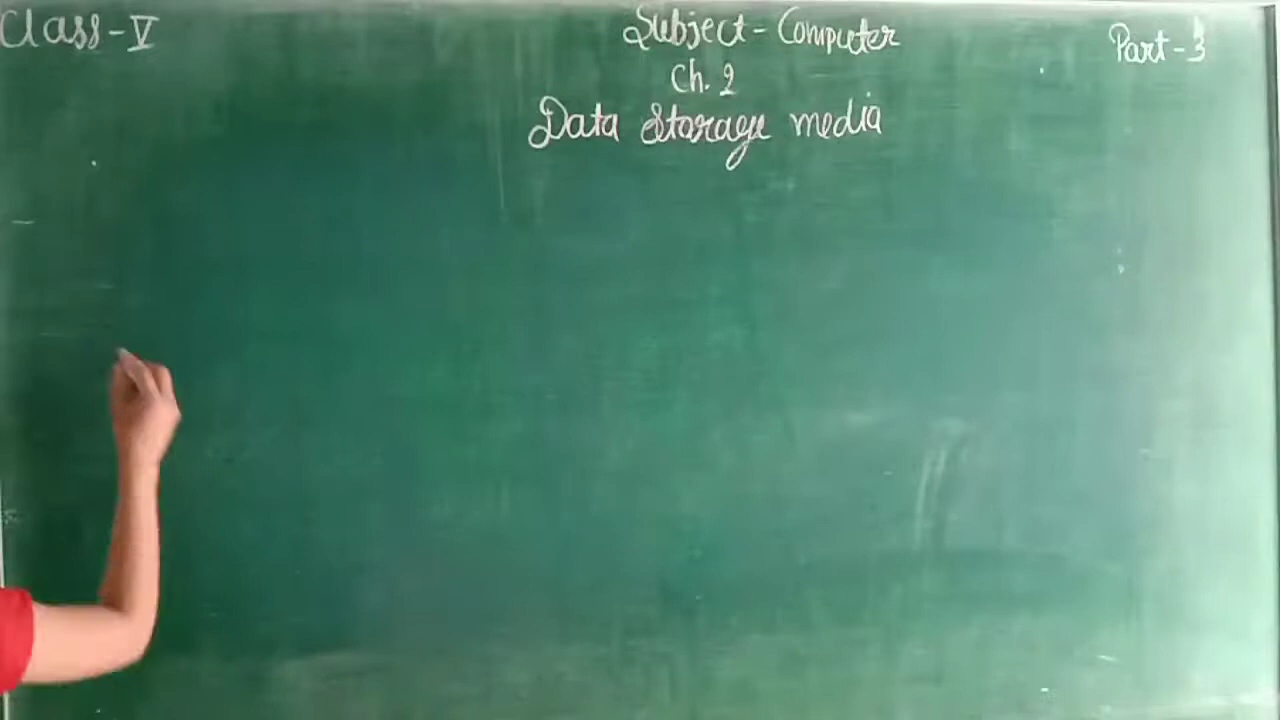 Class-V
Subject - Computer
Part-3
Ch. 2
Data Storage media